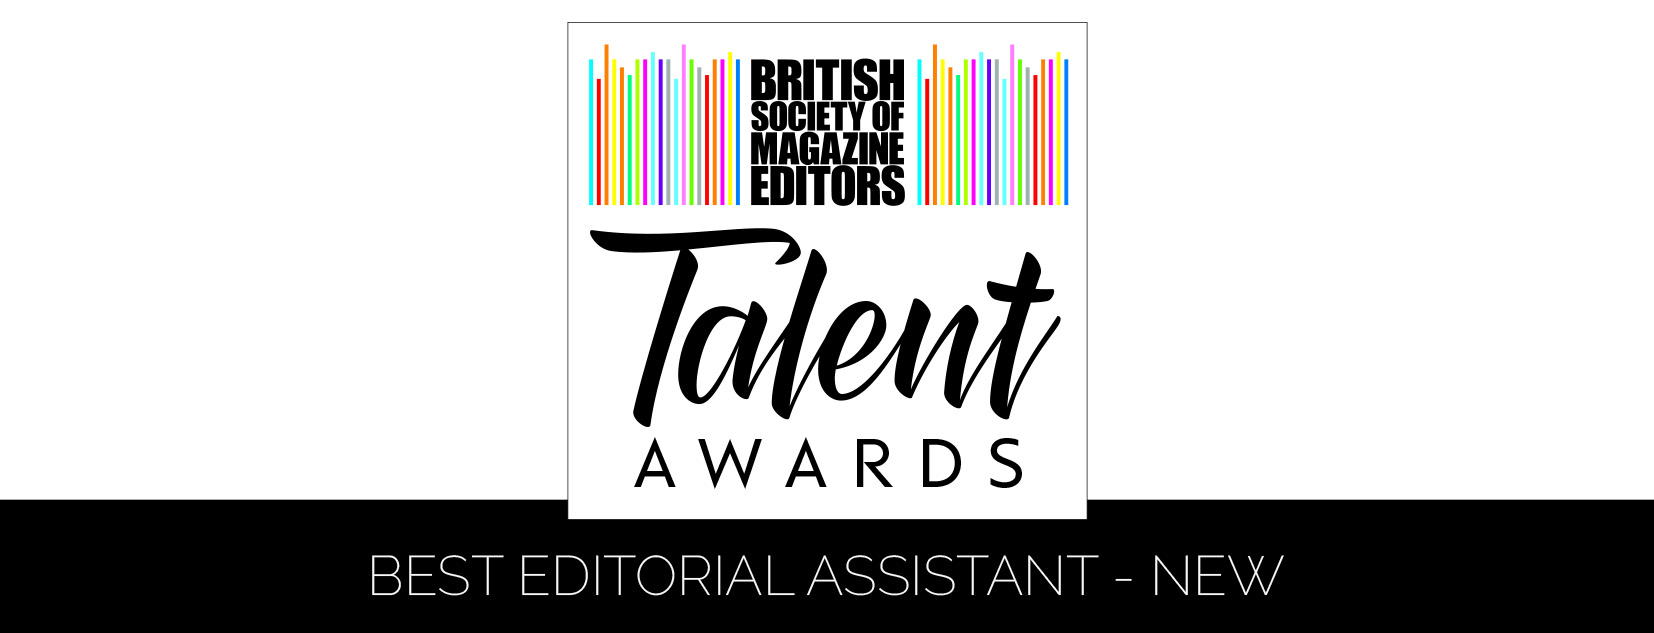 BRITISH
SOCIETY OF
MAGAZINE
EDITORS
Talent
AWARDS
BEST EDITORIAL ASSISTANT - NEW